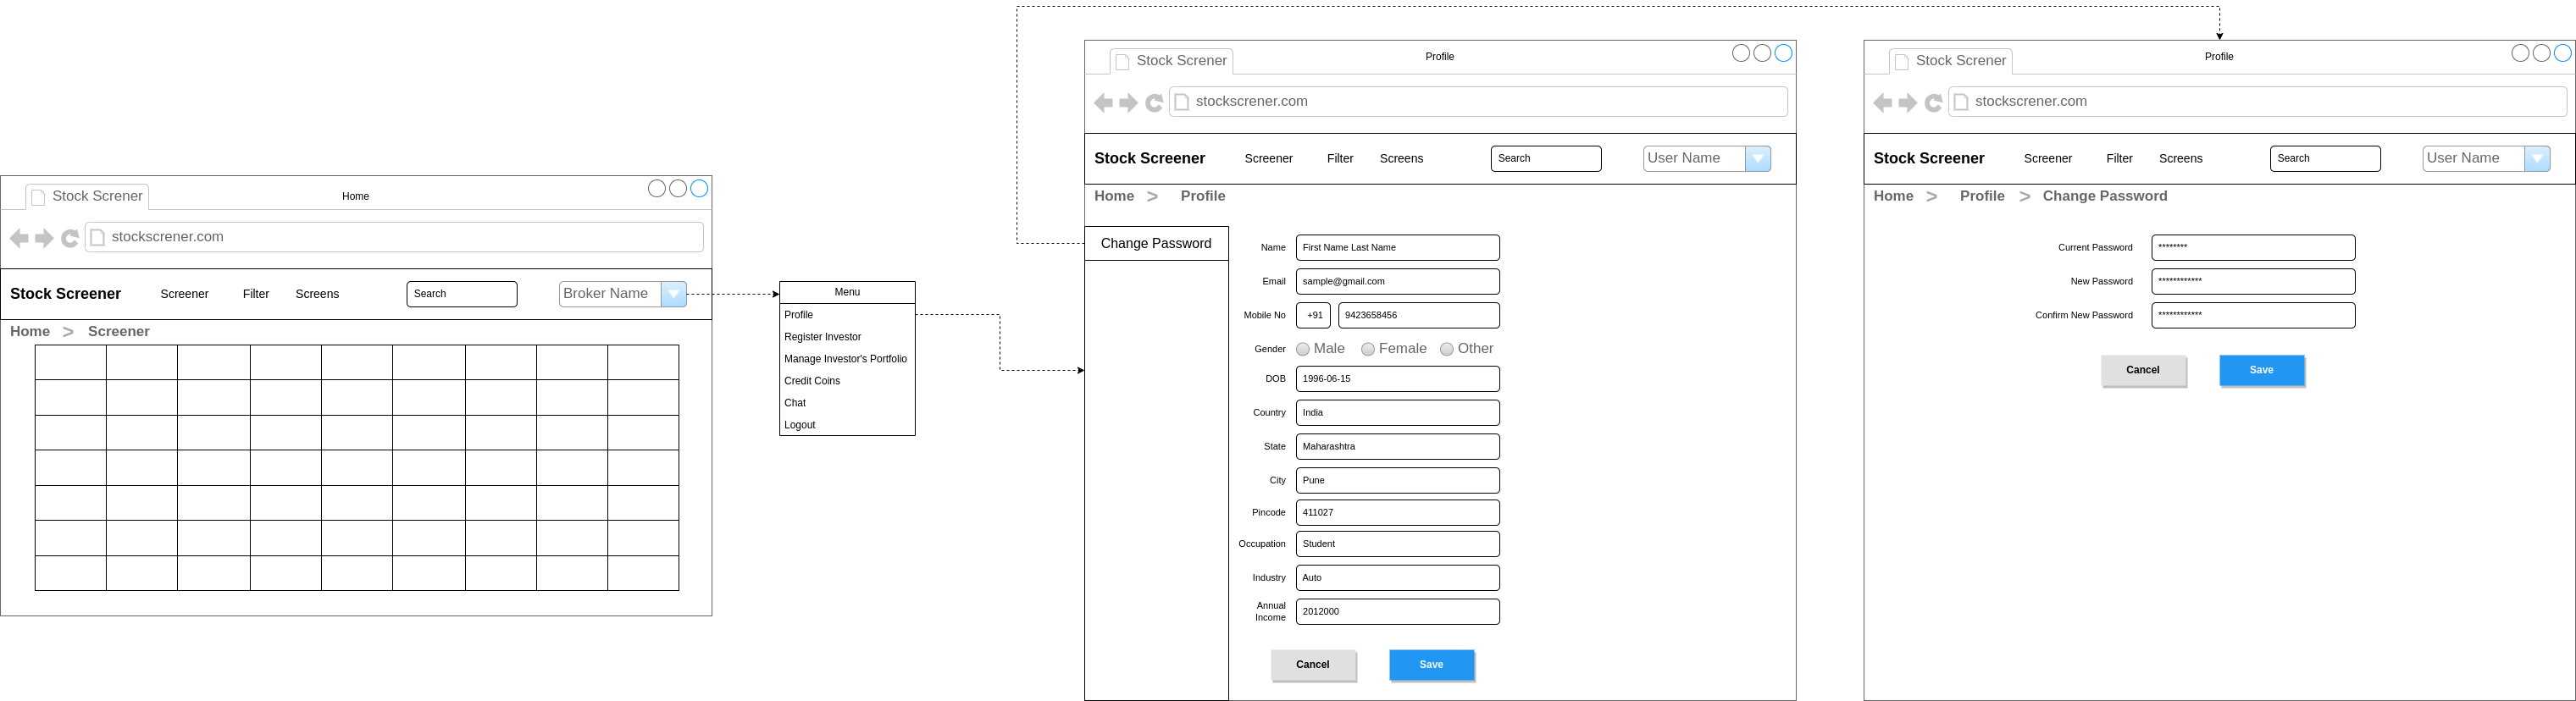 Stock Screner
Home
stockscrener.com
Stock Screener
Screener
Filter
Screens
Search
Broker Name
Home > Screener
Menu
Profile
Register Investor
Manage Investor's Portfolio
Credit Coins
Chat
Logout
Stock Screner
Profile
stockscrener.com
Stock Screener
Screener
Filter
Screens
Search
User Name
Home > Profile
Change Password
Name First Name Last Name
Email sample@gmail.com
Mobile No +91 9423658456
Gender Male Female Other
DOB 1996-06-15
Country India
State Maharashtra
City Pune
Pincode 411027
Occupation Student
Industry Auto
Annual
Income
2012000
Cancel
Save
Stock Screner
Profile
stockscrener.com
Stock Screener
Screener
Filter
Screens
Search
User Name
Home > Profile > Change Password
Current Password ********
New Password ************
Confirm New Password ************
Cancel
Save